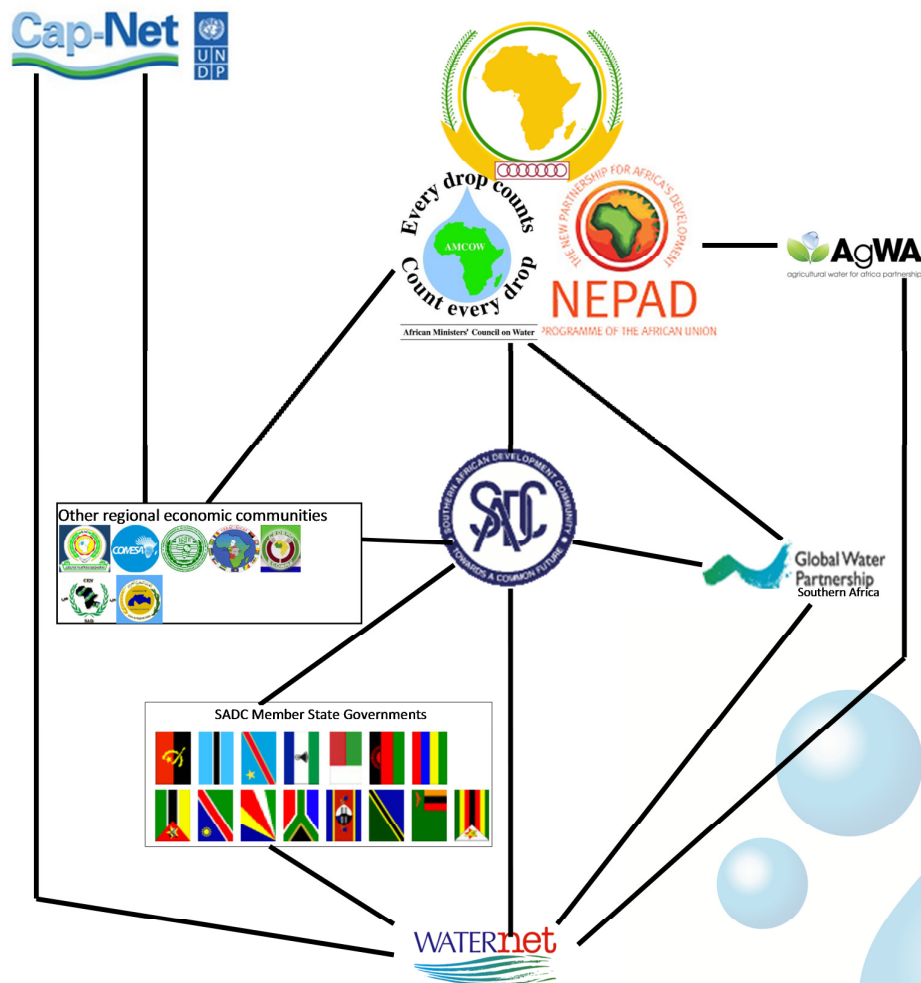 Cap-Net
UN
DP
Every drop counts
AMCOW
Count every drop
African Ministers' Council on Water
THE NEW PARTNERSHIP FOR AFRICA'S DEVELOPMENT
NEPAD
PROGRAMME OF THE AFRICAN UNION
AgWA
agricultural water for africa partnership
SOUTHERN AFRICAN DEVELOPMENT COMMUNITY
SADC
TOWARDS A COMMON FUTURE
Other regional economic communities
COMESA
Global Water
Partnership
Southern Africa
SADC Member State Governments
WATERnet